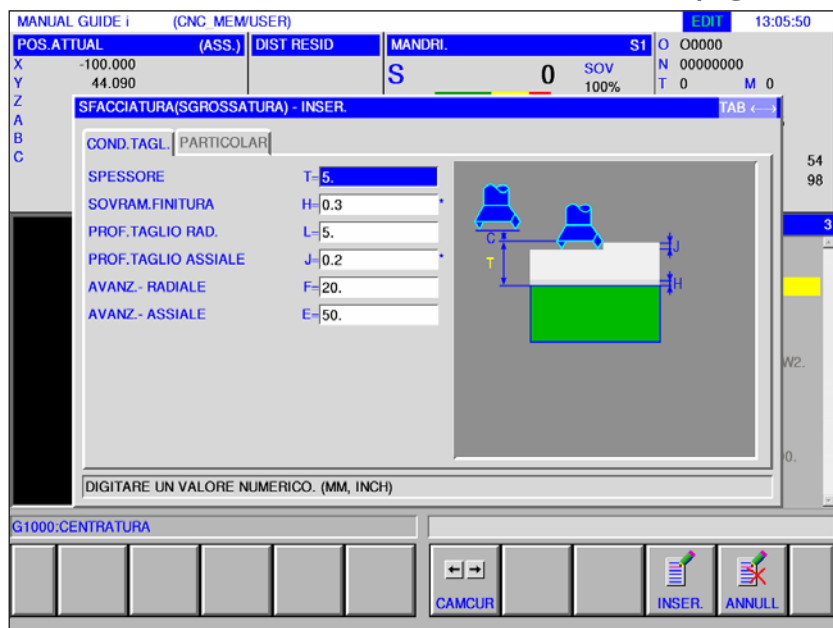 MANUAL GUIDE i (CNC_MEM/USER) EDIT 13:05:50
POS.ATTUAL (ASS.) DIST RESID MANDRI. S1 O O0000
X -100.000 S 0 SOV 100% N 00000000
Y 44.090 T 0 M 0
Z
A
B
C
54
98
SFACCIATURA(SGROSSATURA) - INSER. TAB ←→
COND.TAGL. PARTICOLAR
SPESSORE T=5.
SOVRAM.FINITURA H=0.3 *
PROF.TAGLIO RAD. L=5.
PROF.TAGLIO ASSIALE J=0.2 *
AVANZ.- RADIALE F=20.
AVANZ.- ASSIALE E=50.
C
T
J
H
3
W2.
0.
DIGITARE UN VALORE NUMERICO. (MM, INCH)
G1000:CENTRATURA
CAMCUR INSER. ANNULL